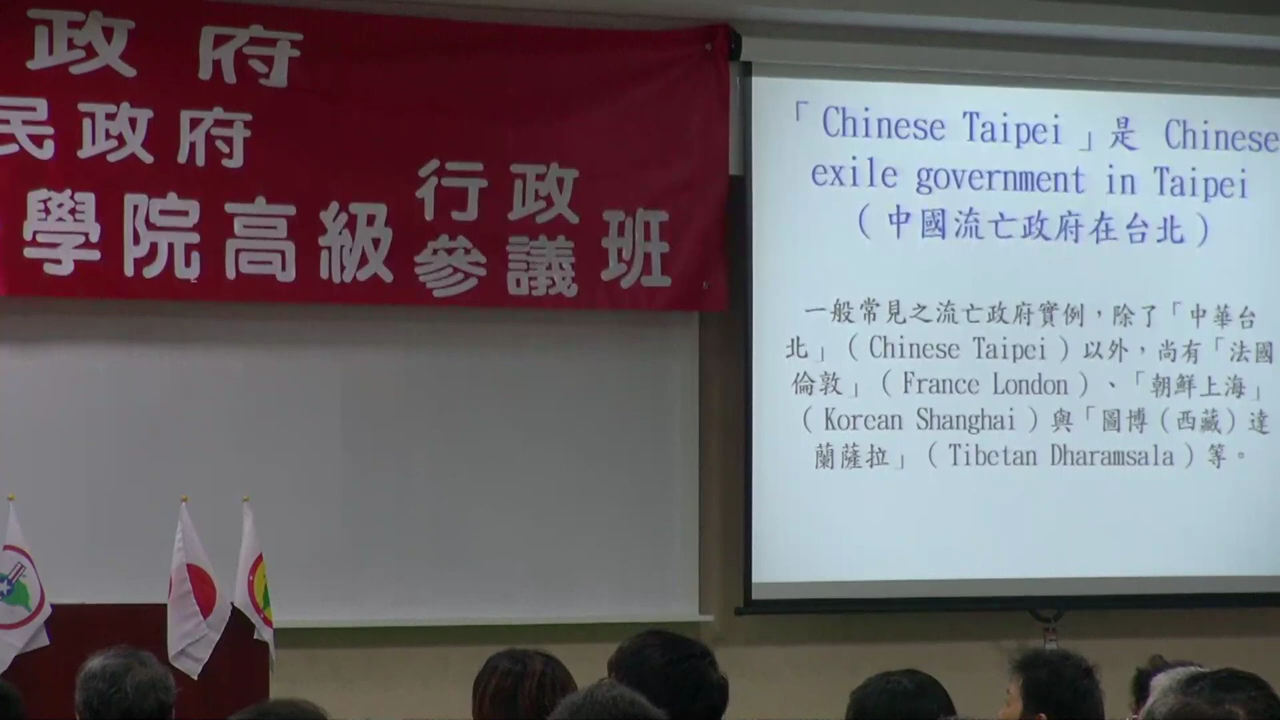 政府
民政府
學院高級行政參議班
「Chinese Taipei」是 Chinese
exile government in Taipei
(中國流亡政府在台北)
一般常見之流亡政府實例，除了「中華台
北」(Chinese Taipei)以外，尚有「法國
倫敦」(France London)、「朝鮮上海」
(Korean Shanghai)與「圖博(西藏)達
蘭薩拉」(Tibetan Dharamsala)等。